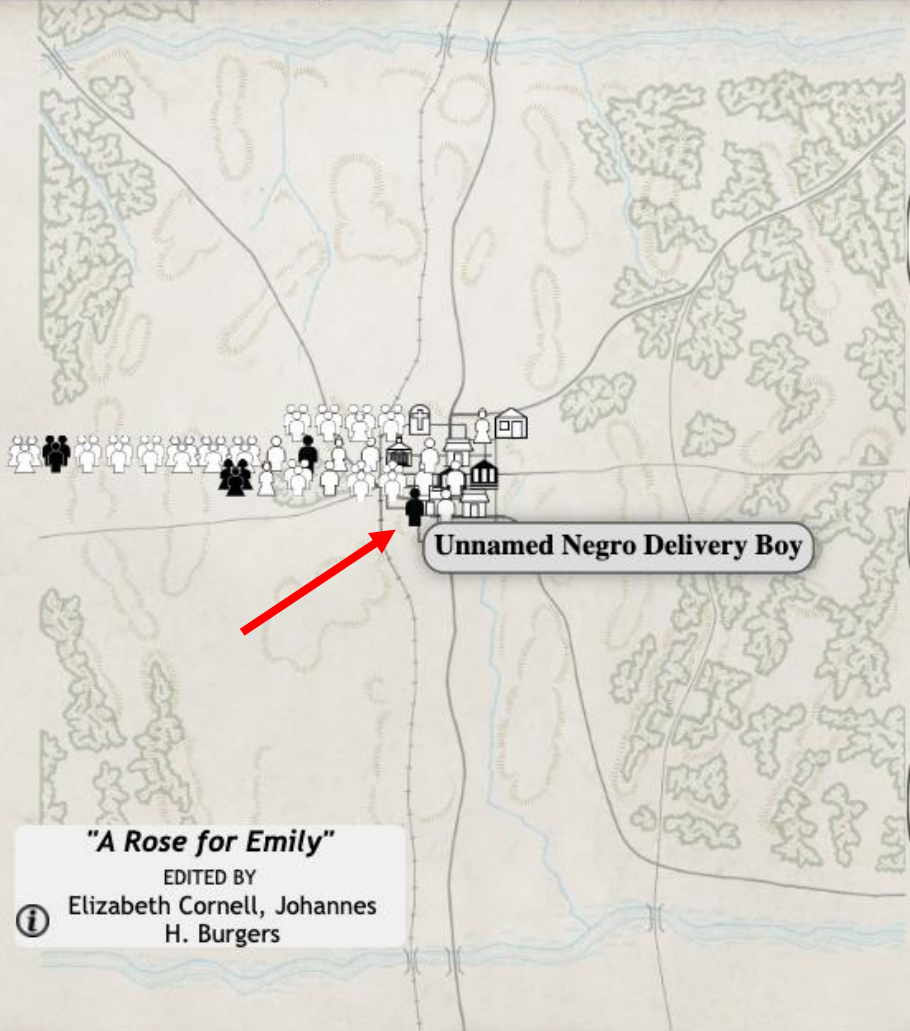 Unnamed Negro Delivery Boy
"A Rose for Emily"
EDITED BY
Elizabeth Cornell, Johannes
H. Burgers